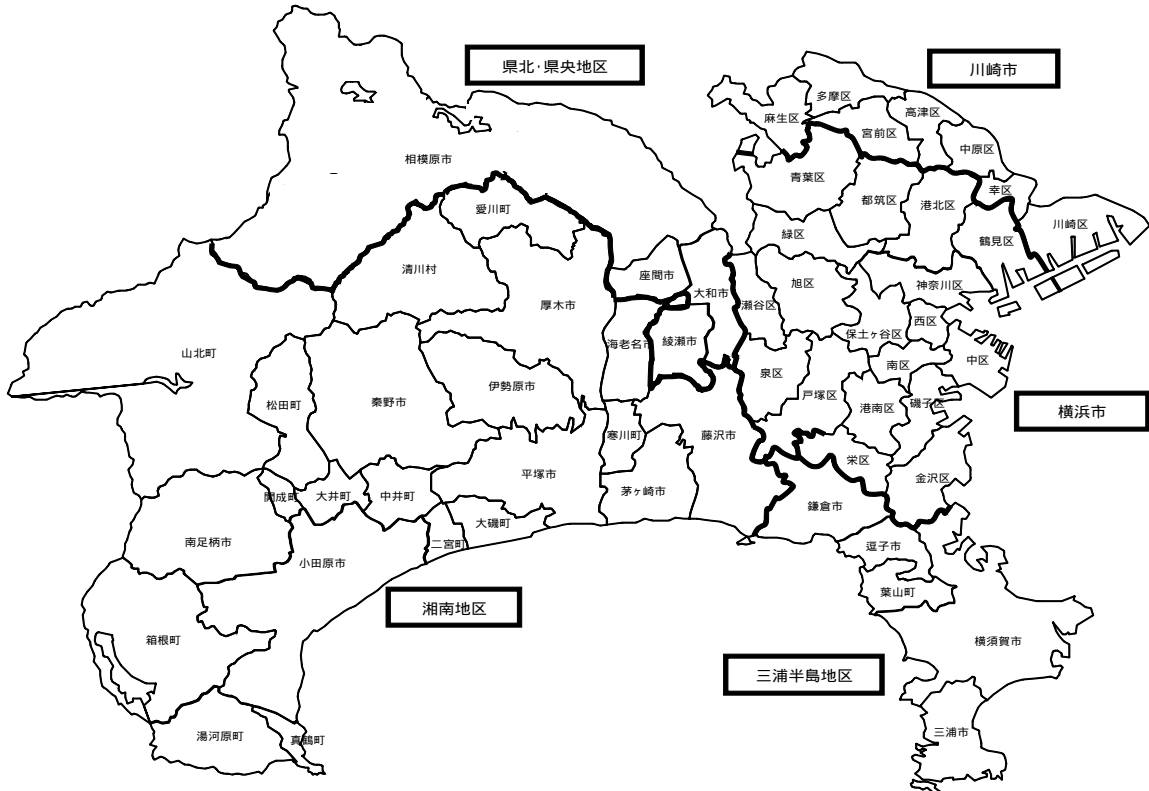 県北・県央地区
川崎市
多摩区
麻生区
高津区
宮前区
中原区
相模原市
青葉区
幸区
都筑区
港北区
愛川町
川崎区
緑区
鶴見区
清川村
座間市
旭区
神奈川区
大和市
厚木市
瀬谷区
西区
保土ヶ谷区
海老名市
綾瀬市
山北町
中区
南区
泉区
伊勢原市
戸塚区
秦野市
松田町
港南区
磯子区
横浜市
寒川町
藤沢市
栄区
平塚市
金沢区
茅ヶ崎市
開成町
大井町
中井町
鎌倉市
大磯町
南足柄市
二宮町
逗子市
小田原市
葉山町
湘南地区
箱根町
横須賀市
三浦半島地区
三浦市
湯河原町
真鶴町